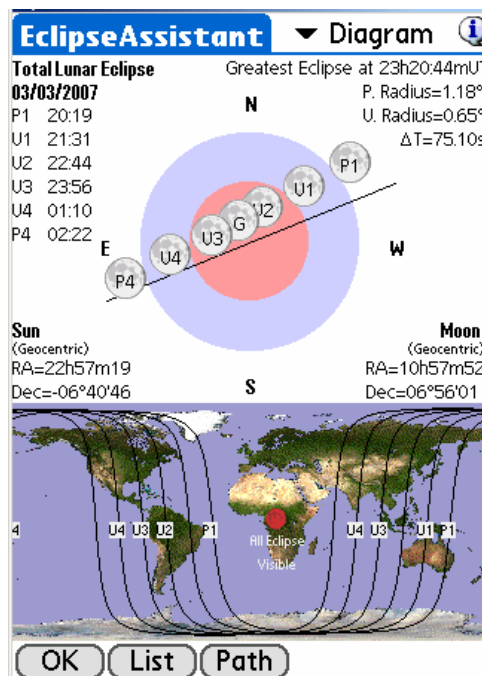 EclipseAssistant ▼ Diagram i
Total Lunar Eclipse Greatest Eclipse at 23h20:44mU
03/03/2007 P. Radius=1.18°
N U. Radius=0.65°
P1 20:19 ΔT=75.10s
U1 21:31
U2 22:44
U3 23:56
U4 01:10
P4 02:22
P1
U1
U2
G
U3
U4
P4
E W
Sun Moon
(Geocentric) (Geocentric)
RA=22h57m19 RA=10h57m52
Dec=-06°40'46 S Dec=06°56'01
4 U4 U3 U2 P1 U4 U3 U1 P1
All Eclipse
Visible
OK List Path